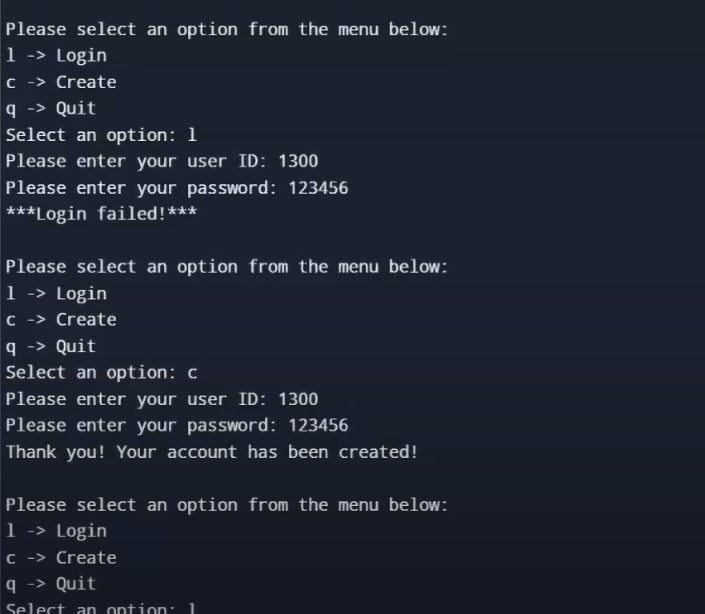 Please select an option from the menu below:
l -> Login
c -> Create
q -> Quit
Select an option: l
Please enter your user ID: 1300
Please enter your password: 123456
***Login failed!***
Please select an option from the menu below:
l -> Login
c -> Create
q -> Quit
Select an option: c
Please enter your user ID: 1300
Please enter your password: 123456
Thank you! Your account has been created!
Please select an option from the menu below:
l -> Login
c -> Create
q -> Quit
Select an option: l